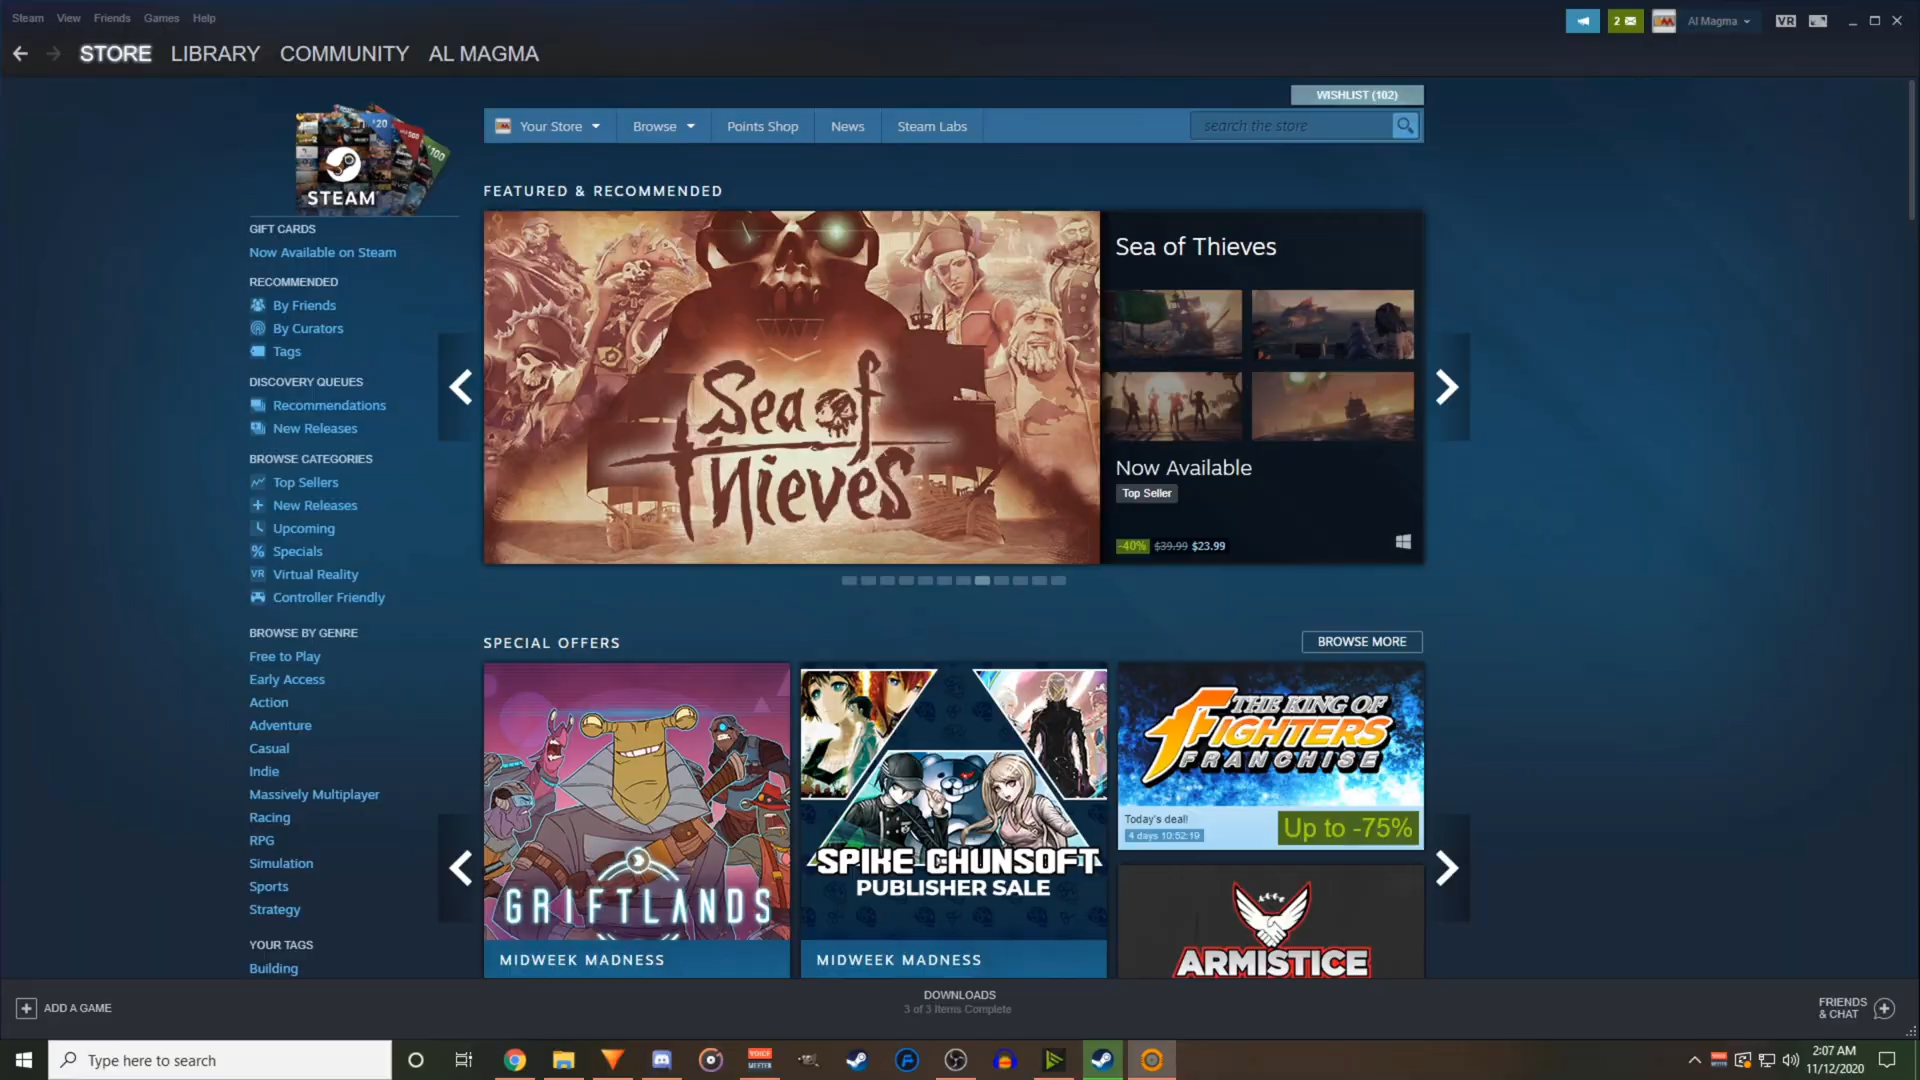 Steam View Friends Games Help
2
Al Magma
VR
STORE LIBRARY COMMUNITY AL MAGMA
WISHLIST (102)
Your Store Browse Points Shop News Steam Labs
search the store
$20
$100
STEAM
GIFT CARDS
Now Available on Steam
RECOMMENDED
By Friends
By Curators
Tags
DISCOVERY QUEUES
Recommendations
New Releases
BROWSE CATEGORIES
Top Sellers
New Releases
Upcoming
% Specials
VR Virtual Reality
Controller Friendly
BROWSE BY GENRE
Free to Play
Early Access
Action
Adventure
Casual
Indie
Massively Multiplayer
Racing
RPG
Simulation
Sports
Strategy
YOUR TAGS
Building
FEATURED & RECOMMENDED
Sea of
Thieves
Sea of Thieves
Now Available
Top Seller
-40% $39.99 $23.99
SPECIAL OFFERS
BROWSE MORE
GRIFTLANDS
MIDWEEK MADNESS
SPIKE CHUNSOFT
PUBLISHER SALE
MIDWEEK MADNESS
THE KING OF
FIGHTERS
FRANCHISE
Today's deal!
4 days 10:52:19
Up to -75%
ARMISTICE
ADD A GAME
DOWNLOADS
3 of 3 Items Complete
FRIENDS
& CHAT
Type here to search
VOICE
2:07 AM
11/12/2020